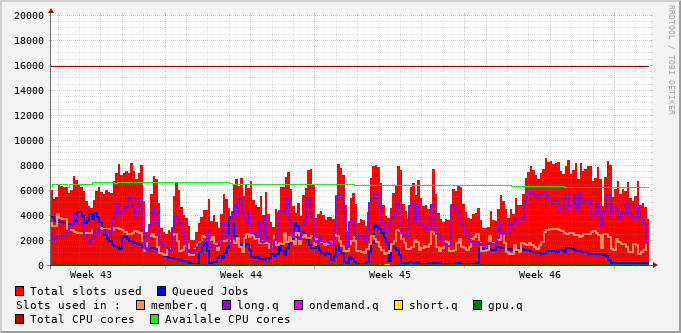 20000
18000
16000
14000
12000
10000
8000
6000
4000
2000
0
Week 43 Week 44 Week 45 Week 46
RRDTOOL / TOBI OETIKER
Total slots used Queued Jobs
Slots used in : member.q long.q ondemand.q short.q gpu.q
Total CPU cores Availale CPU cores